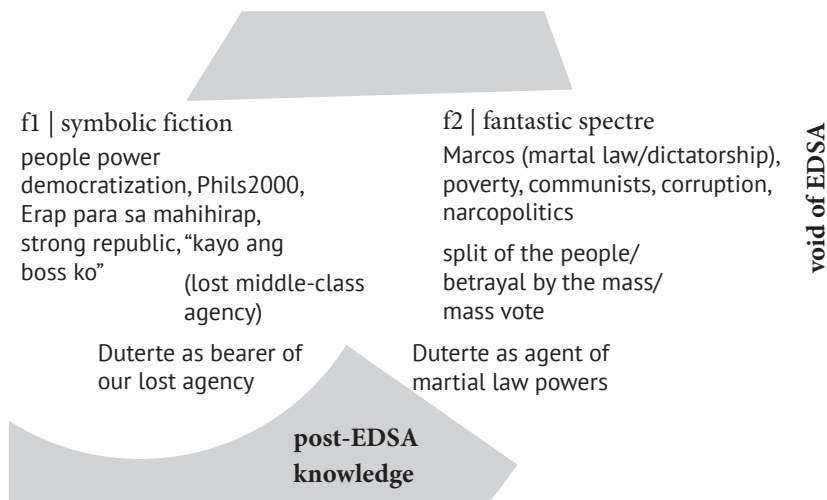 f1 | symbolic fiction
people power
democratization, Phils2000,
Erap para sa mahihirap,
strong republic, “kayo ang
boss ko”
(lost middle-class
agency)
Duterte as bearer of
our lost agency
f2 | fantastic spectre
Marcos (martal law/dictatorship),
poverty, communists, corruption,
narcopolitics
split of the people/
betrayal by the mass/
mass vote
Duterte as agent of
martial law powers
void of EDSA
post-EDSA
knowledge